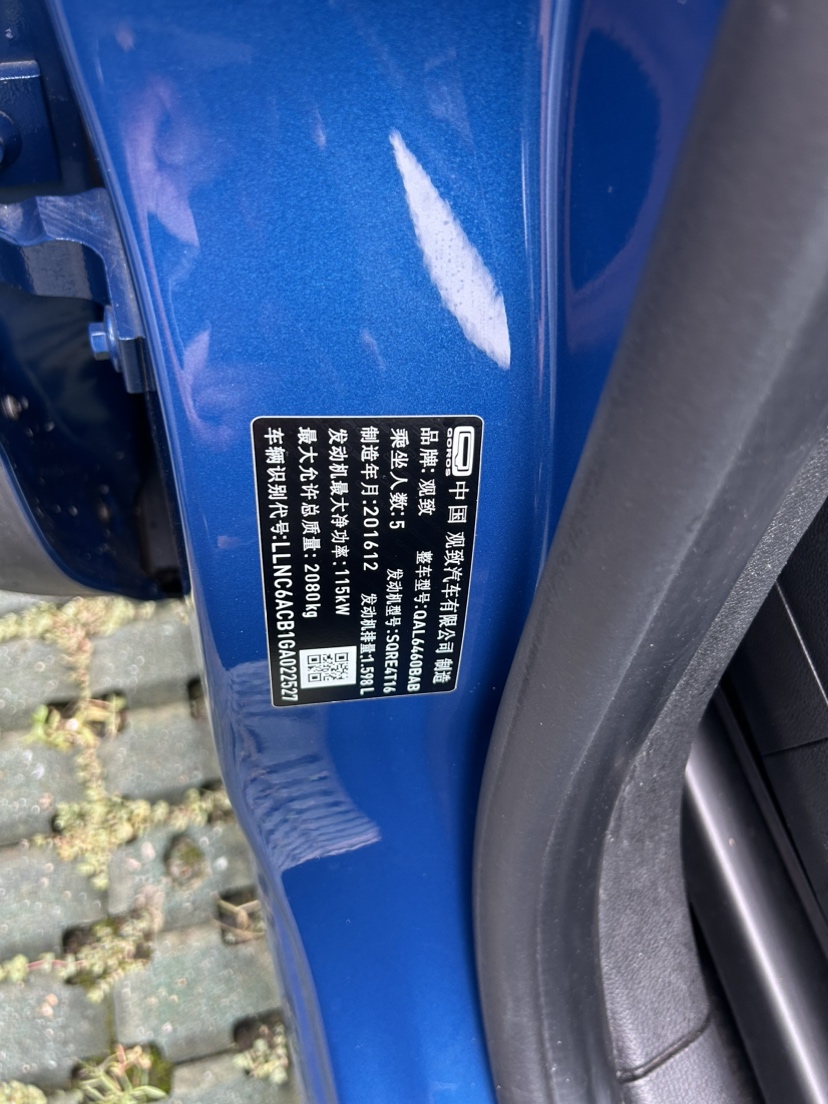 QOROS 中国 观致汽车有限公司 制造
品牌:观致 整车型号:QAL6460BAB
乘坐人数:5 发动机型号:SQRE4T16
制造年月:201612 发动机排量:1.598L
发动机最大净功率:115kW
最大允许总质量:2080kg
车辆识别代号:LLNC6ACB1GA022527